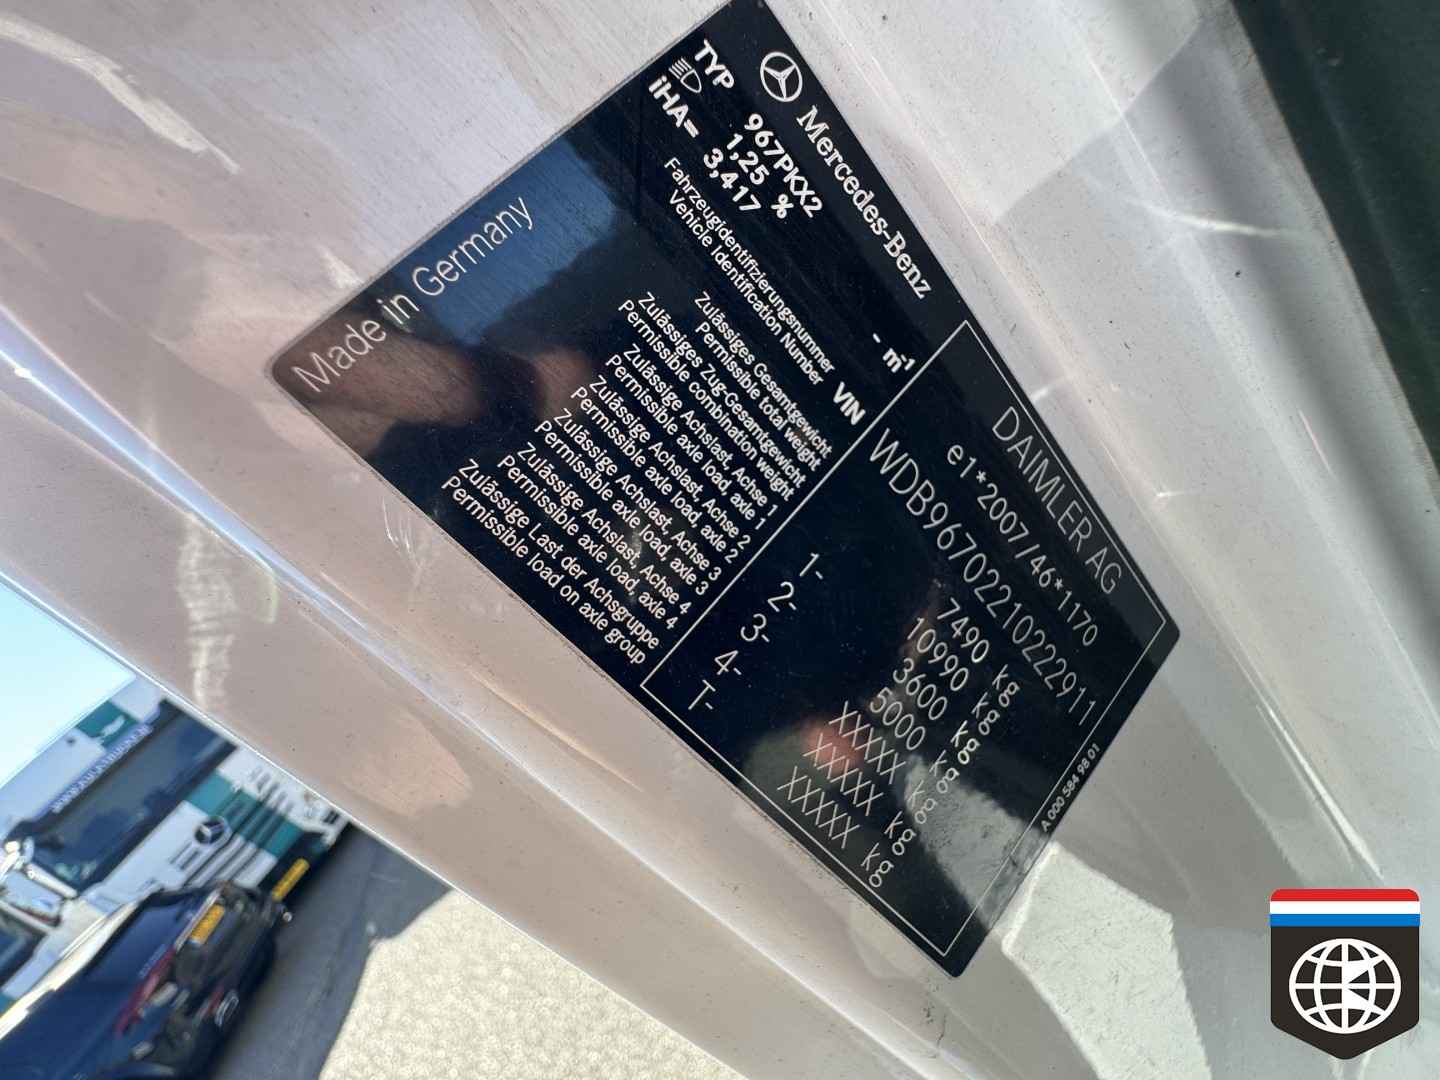 Mercedes-Benz
TYP 967PKX2
1,25 %
iHA= 3,417 - m⁻¹
DAIMLER AG
e1*2007/46*1170
Fahrzeugidentifizierungsnummer
Vehicle Identification Number VIN WDB9670221022911
Zulässiges Gesamtgewicht
Permissible total weight 7490 kg
Zulässiges Zug-Gesamtgewicht
Permissible combination weight 10990 kg
Zulässige Achslast, Achse 1
Permissible axle load, axle 1 1- 3600 kg
Zulässige Achslast, Achse 2
Permissible axle load, axle 2 2- 5000 kg
Zulässige Achslast, Achse 3
Permissible axle load, axle 3 3- XXXXX kg
Zulässige Achslast, Achse 4
Permissible axle load, axle 4 4- XXXXX kg
Zulässige Last der Achsgruppe
Permissible load on axle group T- XXXXX kg
Made in Germany
A 000 584 98 01